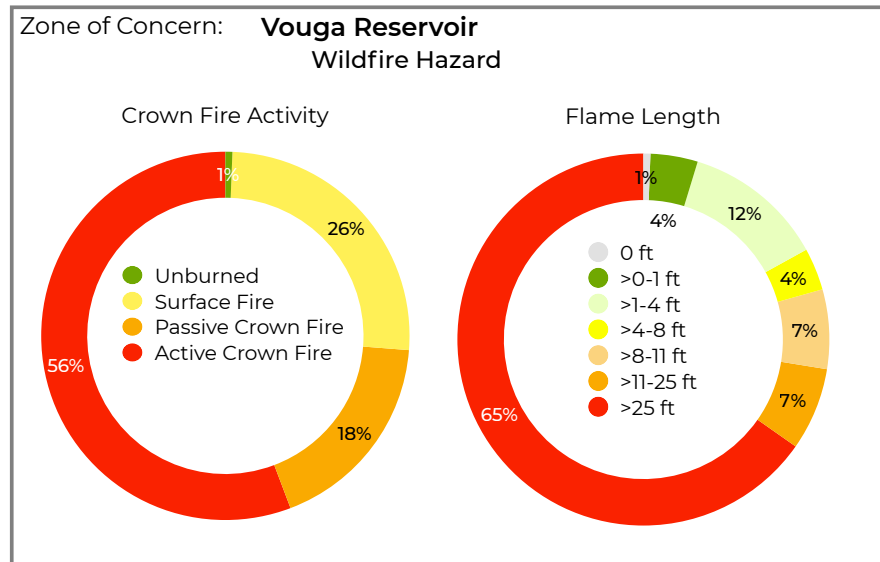 Zone of Concern: Vouga Reservoir
Wildfire Hazard
Crown Fire Activity
1%
26%
18%
56%
Unburned
Surface Fire
Passive Crown Fire
Active Crown Fire
Flame Length
1%
4%
12%
4%
7%
7%
65%
0 ft
>0-1 ft
>1-4 ft
>4-8 ft
>8-11 ft
>11-25 ft
>25 ft